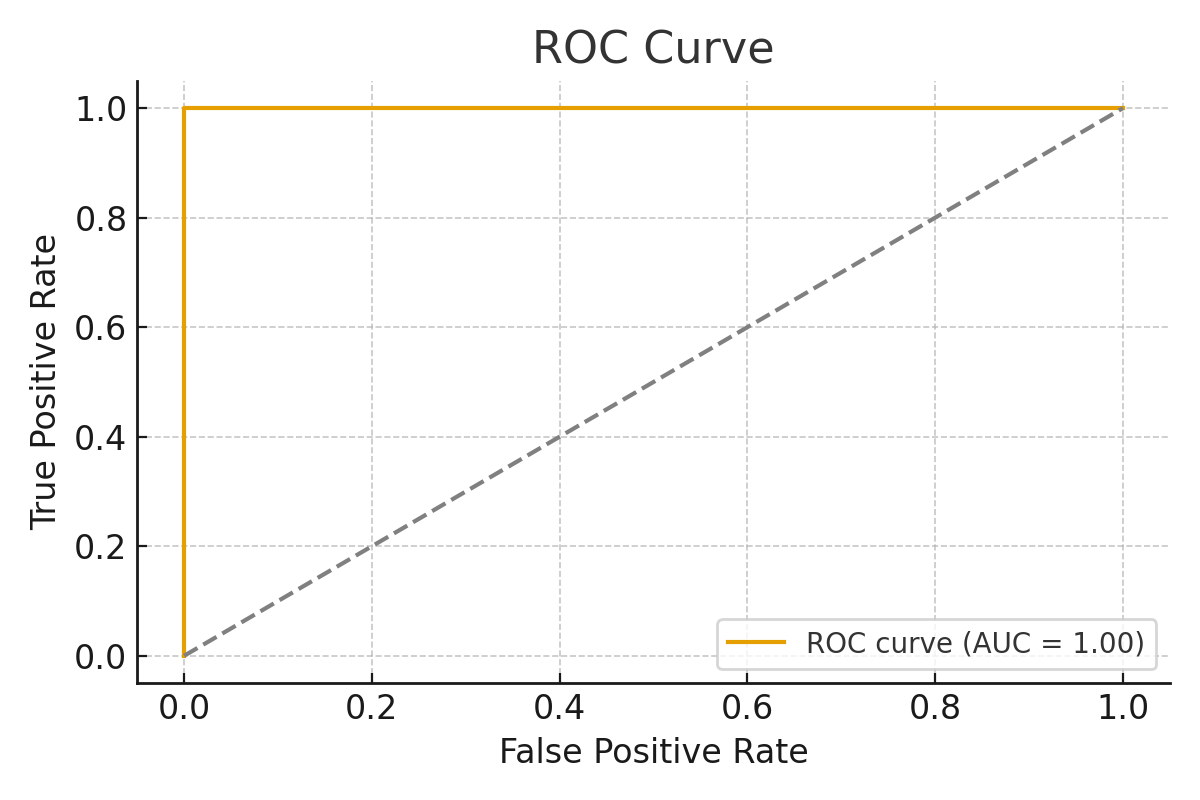 ROC Curve
True Positive Rate
1.0
0.8
0.6
0.4
0.2
0.0
ROC curve (AUC = 1.00)
0.0 0.2 0.4 0.6 0.8 1.0
False Positive Rate